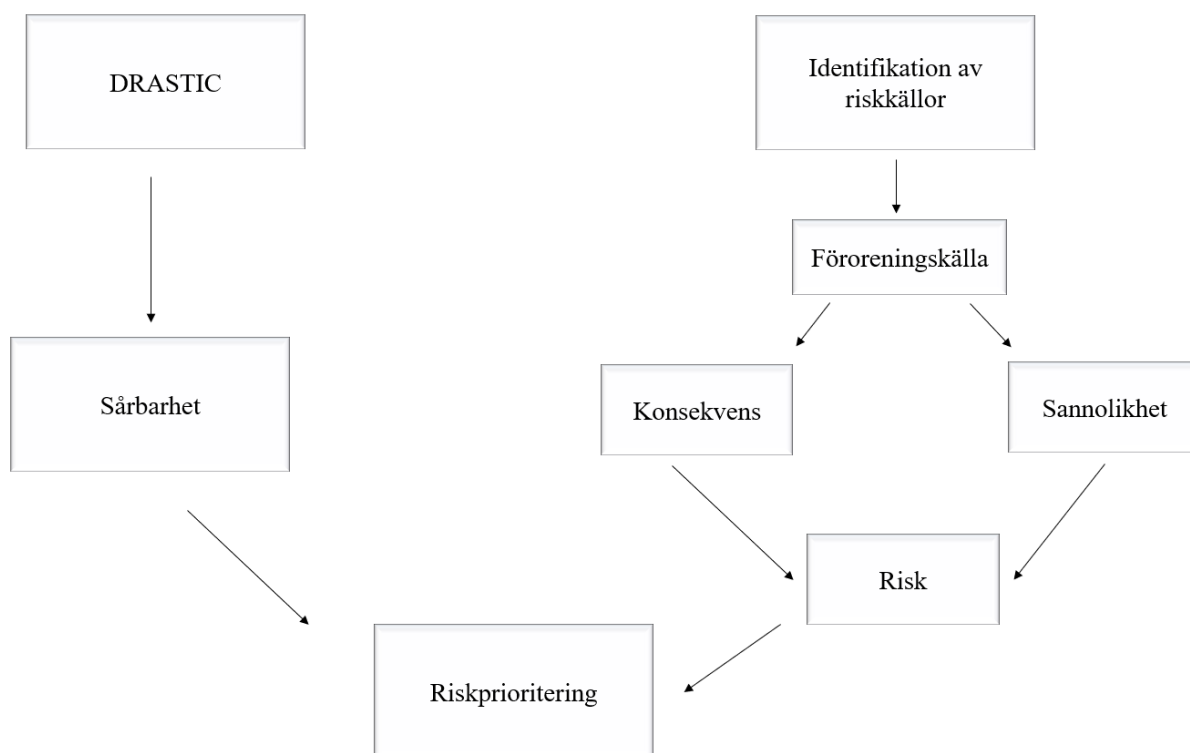 DRASTIC
Identifikation av
riskkällor
Föroreningskälla
Sårbarhet
Konsekvens
Sannolikhet
Risk
Riskprioritering